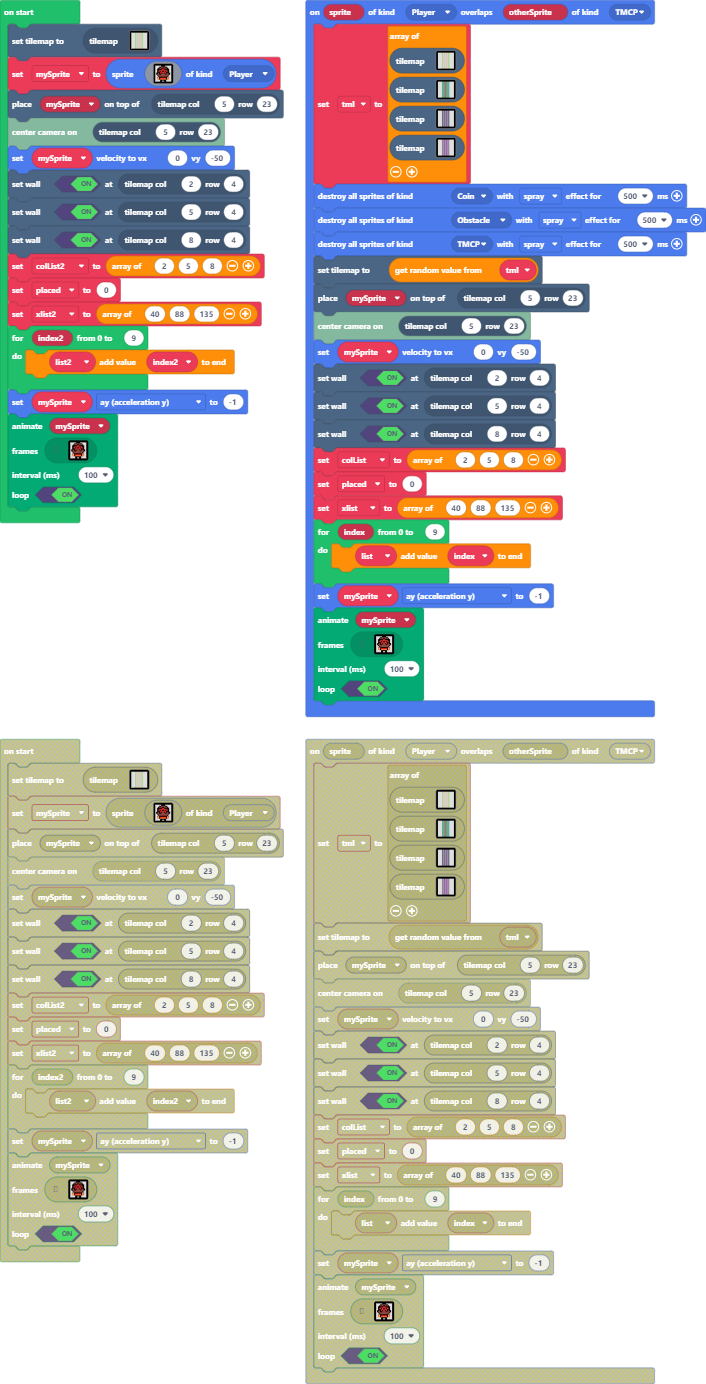 on start
set tilemap to tilemap
set mySprite to sprite of kind Player
place mySprite on top of tilemap col 5 row 23
center camera on tilemap col 5 row 23
set mySprite velocity to vx 0 vy -50
set wall ON at tilemap col 2 row 4
set wall ON at tilemap col 5 row 4
set wall ON at tilemap col 8 row 4
set colList2 to array of 2 5 8
set placed to 0
set xlist2 to array of 40 88 135
for index2 from 0 to 9
do list2 add value index2 to end
set mySprite ay (acceleration y) to -1
animate mySprite
frames
interval (ms) 100
loop ON
on sprite of kind Player overlaps otherSprite of kind TMCP
array of
tilemap
tilemap
set tml to
tilemap
tilemap
destroy all sprites of kind Coin with spray effect for 500 ms
destroy all sprites of kind Obstacle with spray effect for 500 ms
destroy all sprites of kind TMCP with spray effect for 500 ms
set tilemap to get random value from tml
place mySprite on top of tilemap col 5 row 23
center camera on tilemap col 5 row 23
set mySprite velocity to vx 0 vy -50
set wall ON at tilemap col 2 row 4
set wall ON at tilemap col 5 row 4
set wall ON at tilemap col 8 row 4
set colList to array of 2 5 8
set placed to 0
set xlist to array of 40 88 135
for index from 0 to 9
do list add value index to end
set mySprite ay (acceleration y) to -1
animate mySprite
frames
interval (ms) 100
loop ON
on start
set tilemap to tilemap
set mySprite to sprite of kind Player
place mySprite on top of tilemap col 5 row 23
center camera on tilemap col 5 row 23
set mySprite velocity to vx 0 vy -50
set wall ON at tilemap col 2 row 4
set wall ON at tilemap col 5 row 4
set wall ON at tilemap col 8 row 4
set colList2 to array of 2 5 8
set placed to 0
set xlist2 to array of 40 88 135
for index2 from 0 to 9
do list2 add value index2 to end
set mySprite ay (acceleration y) to -1
animate mySprite
frames
interval (ms) 100
loop ON
on sprite of kind Player overlaps otherSprite of kind TMCP
array of
tilemap
tilemap
set tml to
tilemap
tilemap
set tilemap to get random value from tml
place mySprite on top of tilemap col 5 row 23
center camera on tilemap col 5 row 23
set mySprite velocity to vx 0 vy -50
set wall ON at tilemap col 2 row 4
set wall ON at tilemap col 5 row 4
set wall ON at tilemap col 8 row 4
set colList to array of 2 5 8
set placed to 0
set xlist to array of 40 88 135
for index from 0 to 9
do list add value index to end
set mySprite ay (acceleration y) to -1
animate mySprite
frames
interval (ms) 100
loop ON